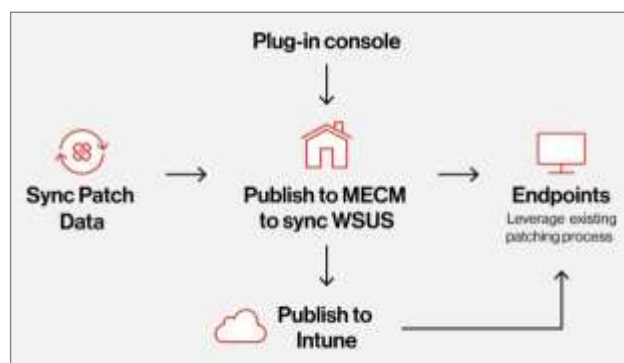 Plug-in console
Sync Patch
Data
Publish to MECM
to sync WSUS
Endpoints
Leverage existing
patching process
Publish to
Intune